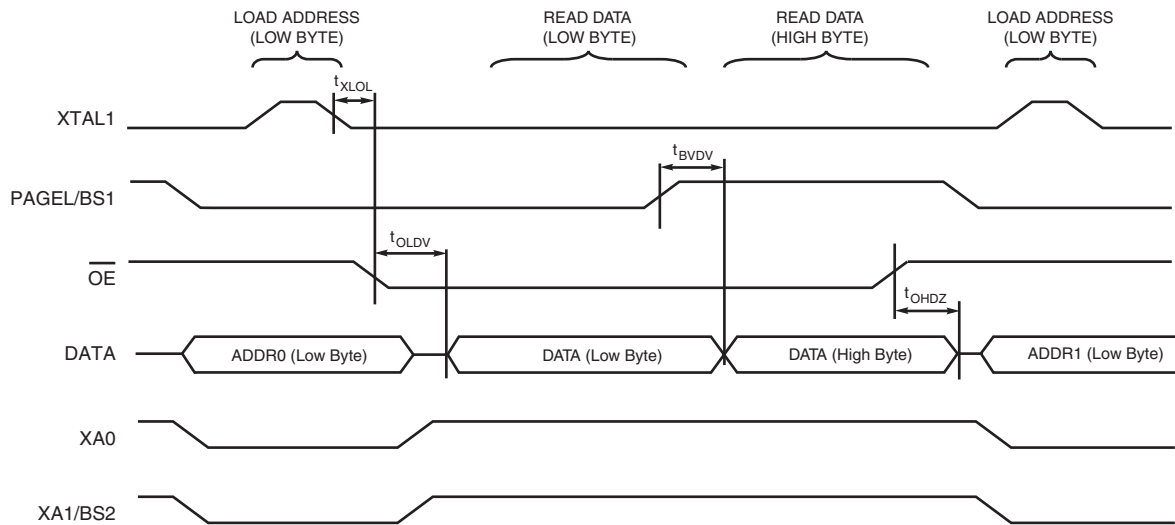 LOAD ADDRESS
(LOW BYTE)
READ DATA
(LOW BYTE)
READ DATA
(HIGH BYTE)
LOAD ADDRESS
(LOW BYTE)
tXLOL
XTAL1
tBVDV
PAGEL/BS1
tOLDV
OE
tOHDZ
DATA
ADDR0 (Low Byte)
DATA (Low Byte)
DATA (High Byte)
ADDR1 (Low Byte)
XA0
XA1/BS2